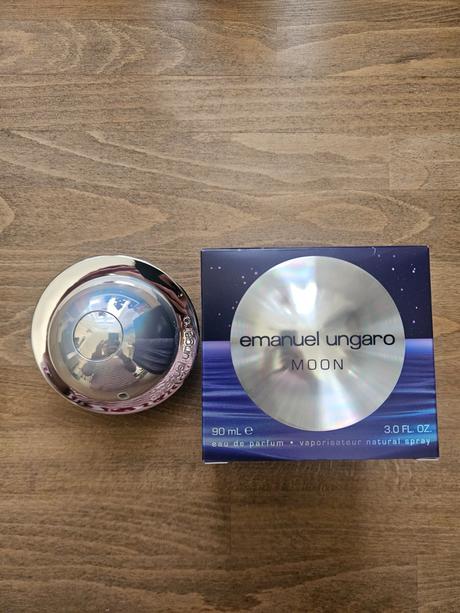 emanuel ungaro
MOON
90 mL ℮ 3.0 FL. OZ.
eau de parfum • vaporisateur natural spray